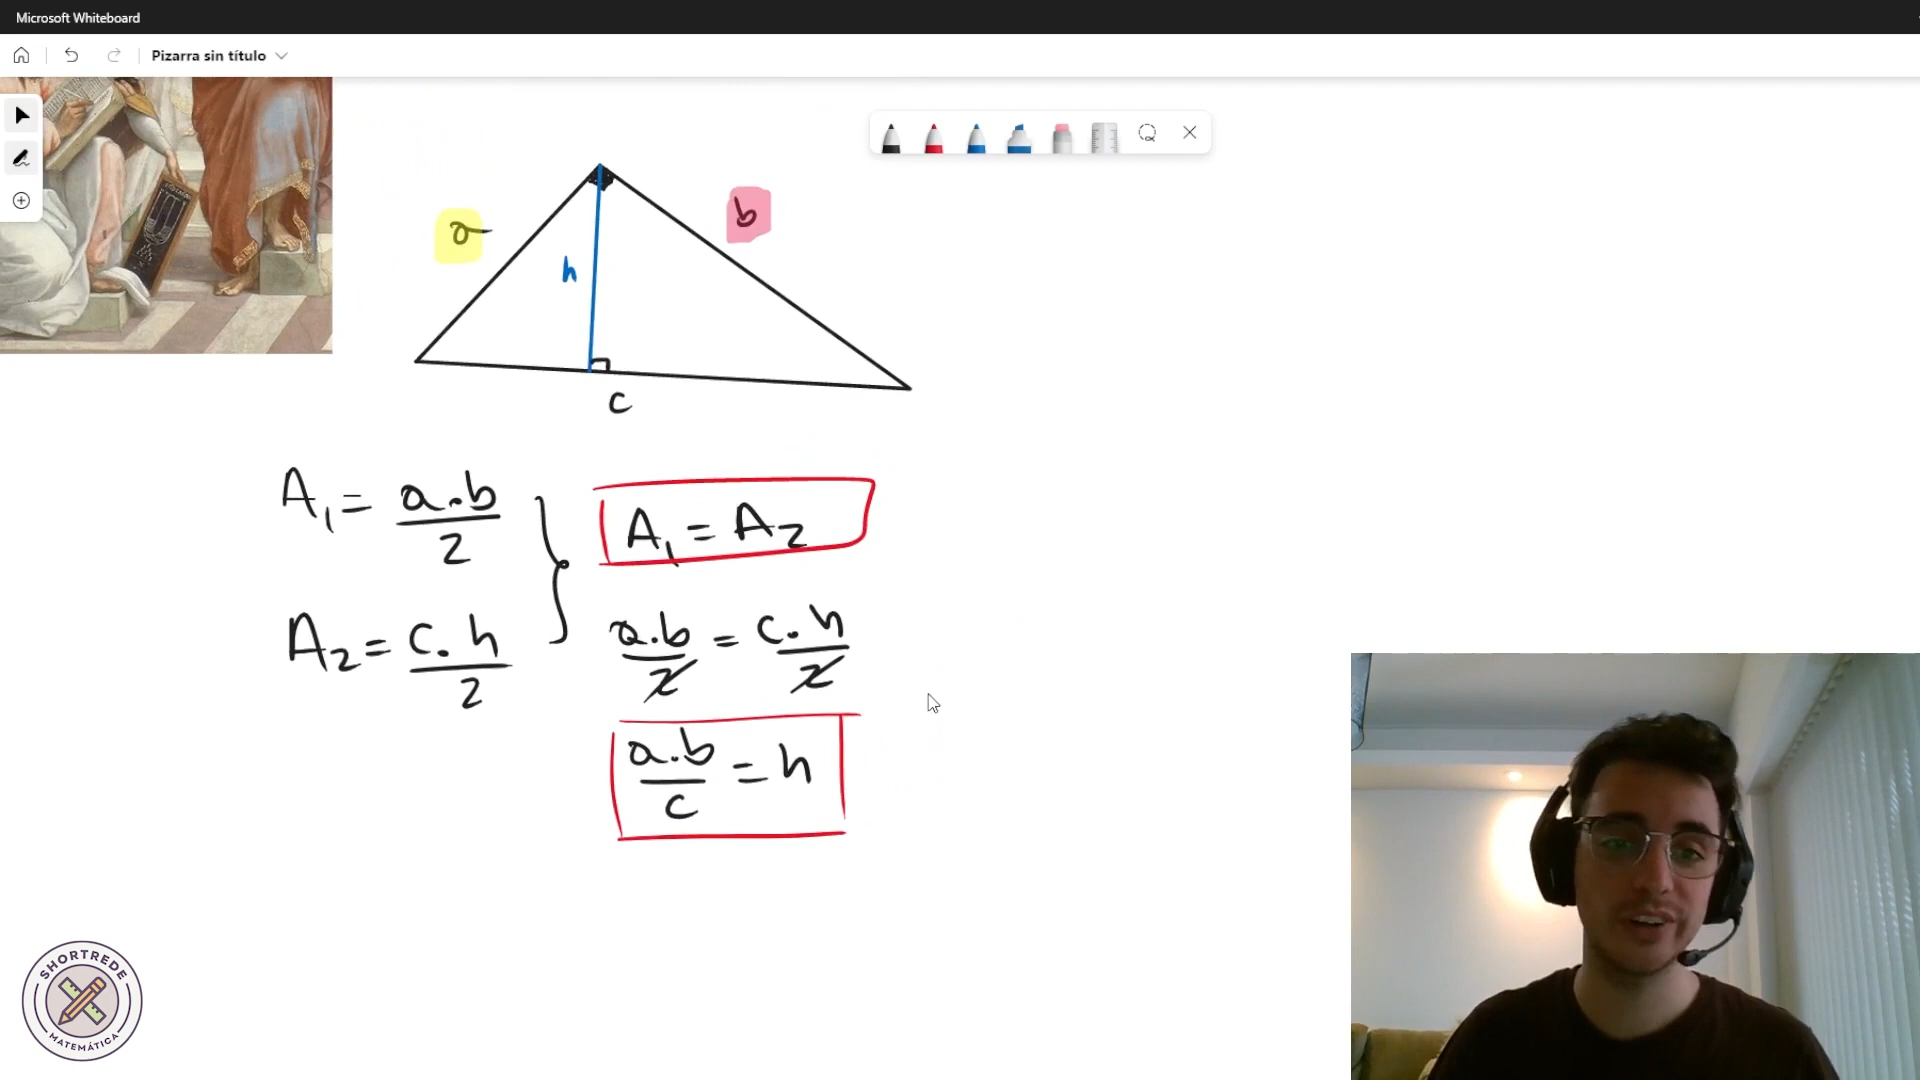 Microsoft Whiteboard
Pizarra sin título
a
b
h
c
A₁ = a.b/2
A₁ = A₂
A₂ = c.h/2
a.b/2 = c.h/2
a.b/c = h
SHORTREDE
MATEMÁTICA